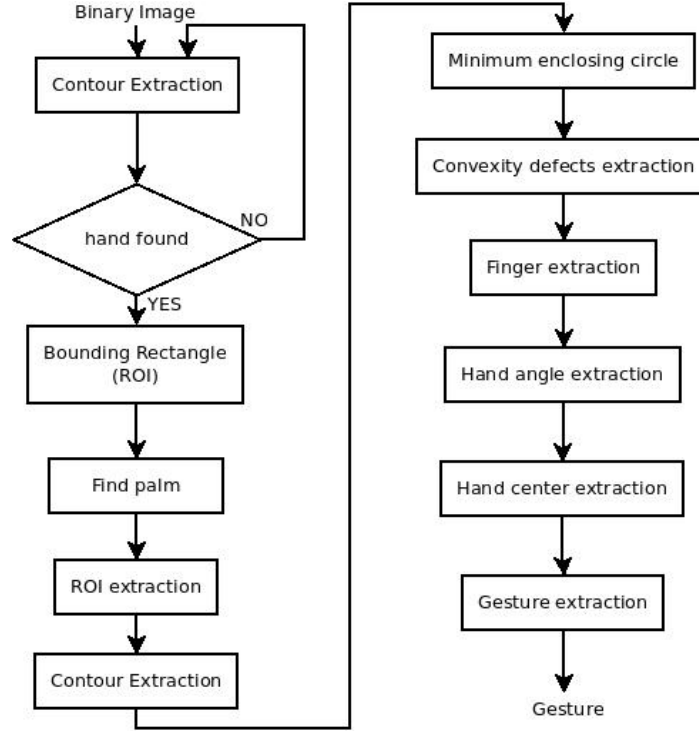 Binary Image
Contour Extraction
hand found
NO
YES
Bounding Rectangle
(ROI)
Find palm
ROI extraction
Contour Extraction
Minimum enclosing circle
Convexity defects extraction
Finger extraction
Hand angle extraction
Hand center extraction
Gesture extraction
Gesture